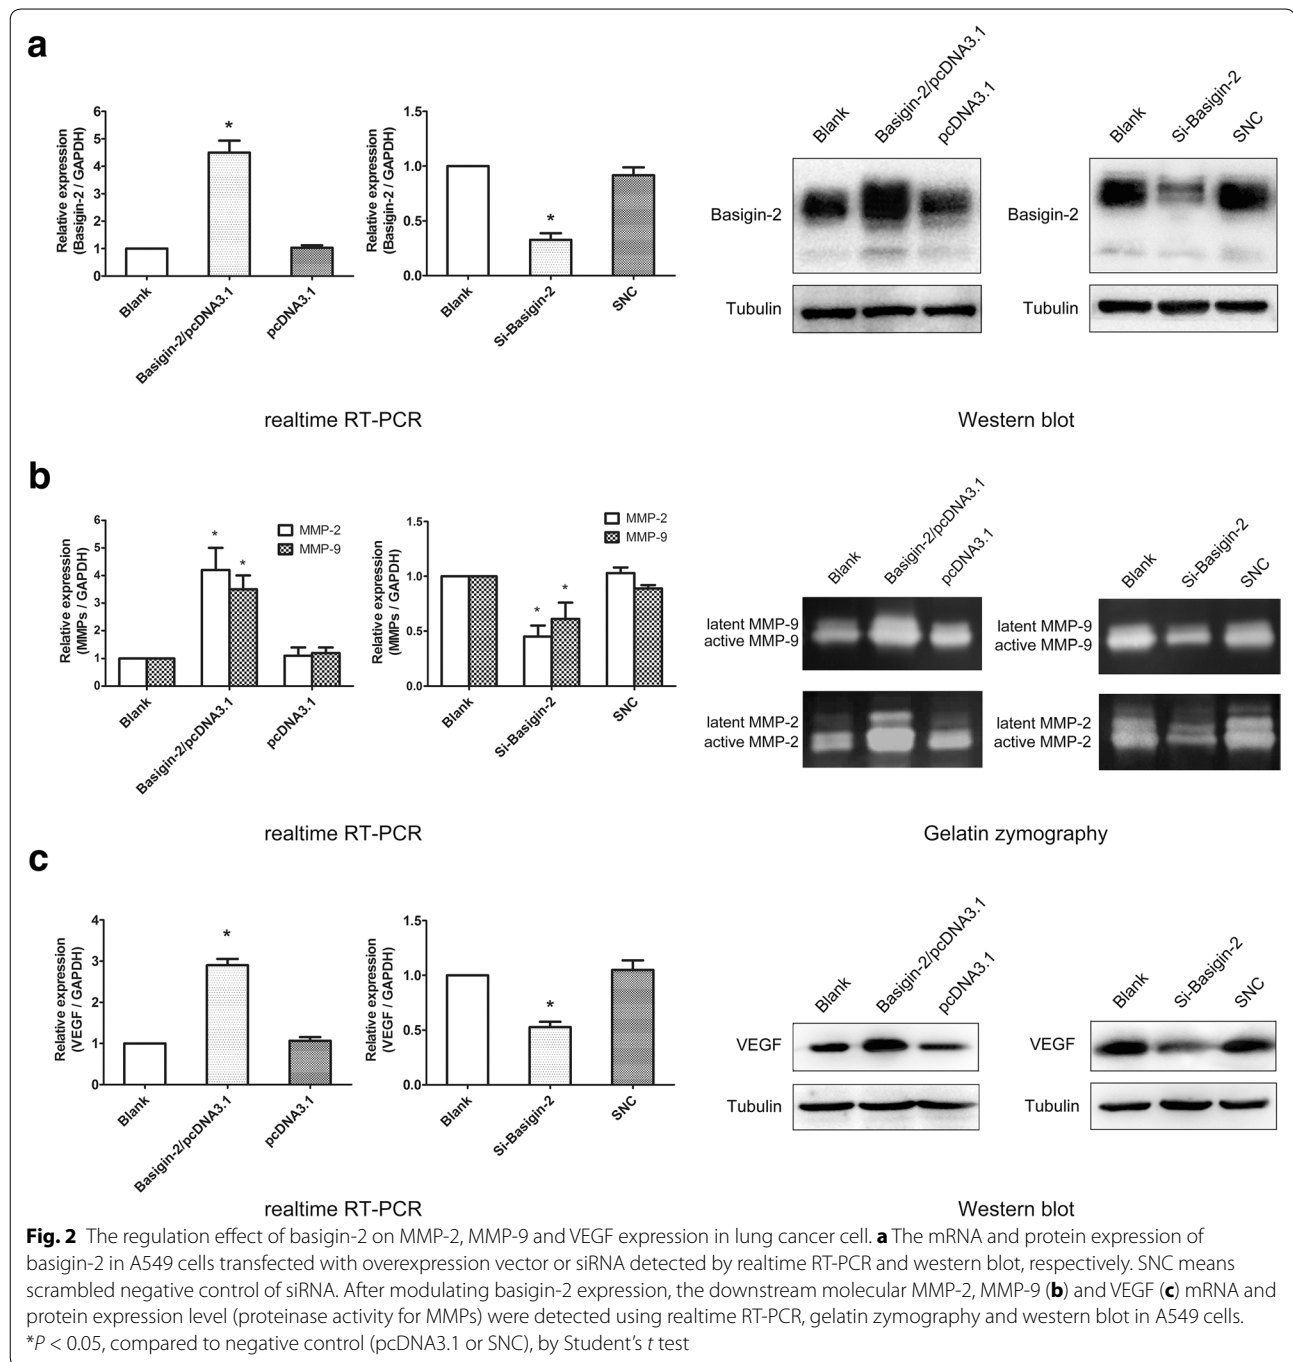 a
Relative expression
(Basigin-2 / GAPDH)
6
5
4
3
2
1
0
*
Blank
Basigin-2/pcDNA3.1
pcDNA3.1
Relative expression
(Basigin-2 / GAPDH)
1.5
1.0
0.5
0.0
*
Blank
Si-Basigin-2
SNC
realtime RT-PCR
Blank
Basigin-2/pcDNA3.1
pcDNA3.1
Basigin-2
Tubulin
Blank
Si-Basigin-2
SNC
Basigin-2
Tubulin
Western blot
b
Relative expression
(MMPs / GAPDH)
6
5
4
3
2
1
0
MMP-2
MMP-9
* *
Blank
Basigin-2/pcDNA3.1
pcDNA3.1
Relative expression
(MMPs / GAPDH)
1.5
1.0
0.5
0.0
MMP-2
MMP-9
* *
Blank
Si-Basigin-2
SNC
realtime RT-PCR
Blank
Basigin-2/pcDNA3.1
pcDNA3.1
latent MMP-9
active MMP-9
latent MMP-2
active MMP-2
Blank
Si-Basigin-2
SNC
latent MMP-9
active MMP-9
latent MMP-2
active MMP-2
Gelatin zymography
c
Relative expression
(VEGF / GAPDH)
4
3
2
1
0
*
Blank
Basigin-2/pcDNA3.1
pcDNA3.1
Relative expression
(VEGF / GAPDH)
1.5
1.0
0.5
0.0
*
Blank
Si-Basigin-2
SNC
realtime RT-PCR
Blank
Basigin-2/pcDNA3.1
pcDNA3.1
VEGF
Tubulin
Blank
Si-Basigin-2
SNC
VEGF
Tubulin
Western blot
Fig. 2 The regulation effect of basigin-2 on MMP-2, MMP-9 and VEGF expression in lung cancer cell. a The mRNA and protein expression of
basigin-2 in A549 cells transfected with overexpression vector or siRNA detected by realtime RT-PCR and western blot, respectively. SNC means
scrambled negative control of siRNA. After modulating basigin-2 expression, the downstream molecular MMP-2, MMP-9 (b) and VEGF (c) mRNA and
protein expression level (proteinase activity for MMPs) were detected using realtime RT-PCR, gelatin zymography and western blot in A549 cells.
*P < 0.05, compared to negative control (pcDNA3.1 or SNC), by Student's t test